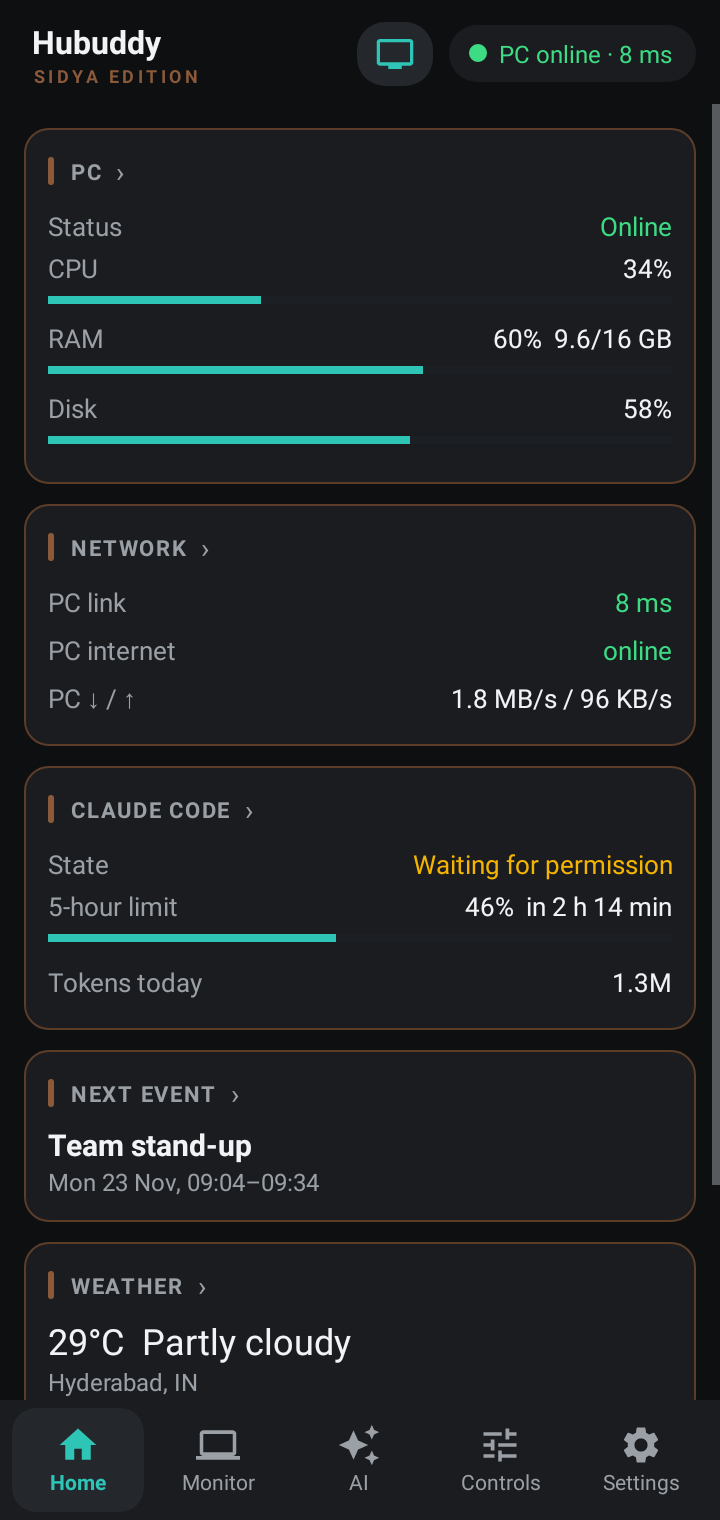 Hubuddy
SIDYA EDITION
PC online · 8 ms
PC ›
Status Online
CPU 34%
RAM 60% 9.6/16 GB
Disk 58%
NETWORK ›
PC link 8 ms
PC internet online
PC ↓ / ↑ 1.8 MB/s / 96 KB/s
CLAUDE CODE ›
State Waiting for permission
5-hour limit 46% in 2 h 14 min
Tokens today 1.3M
NEXT EVENT ›
Team stand-up
Mon 23 Nov, 09:04–09:34
WEATHER ›
29°C Partly cloudy
Hyderabad, IN
Home Monitor AI Controls Settings